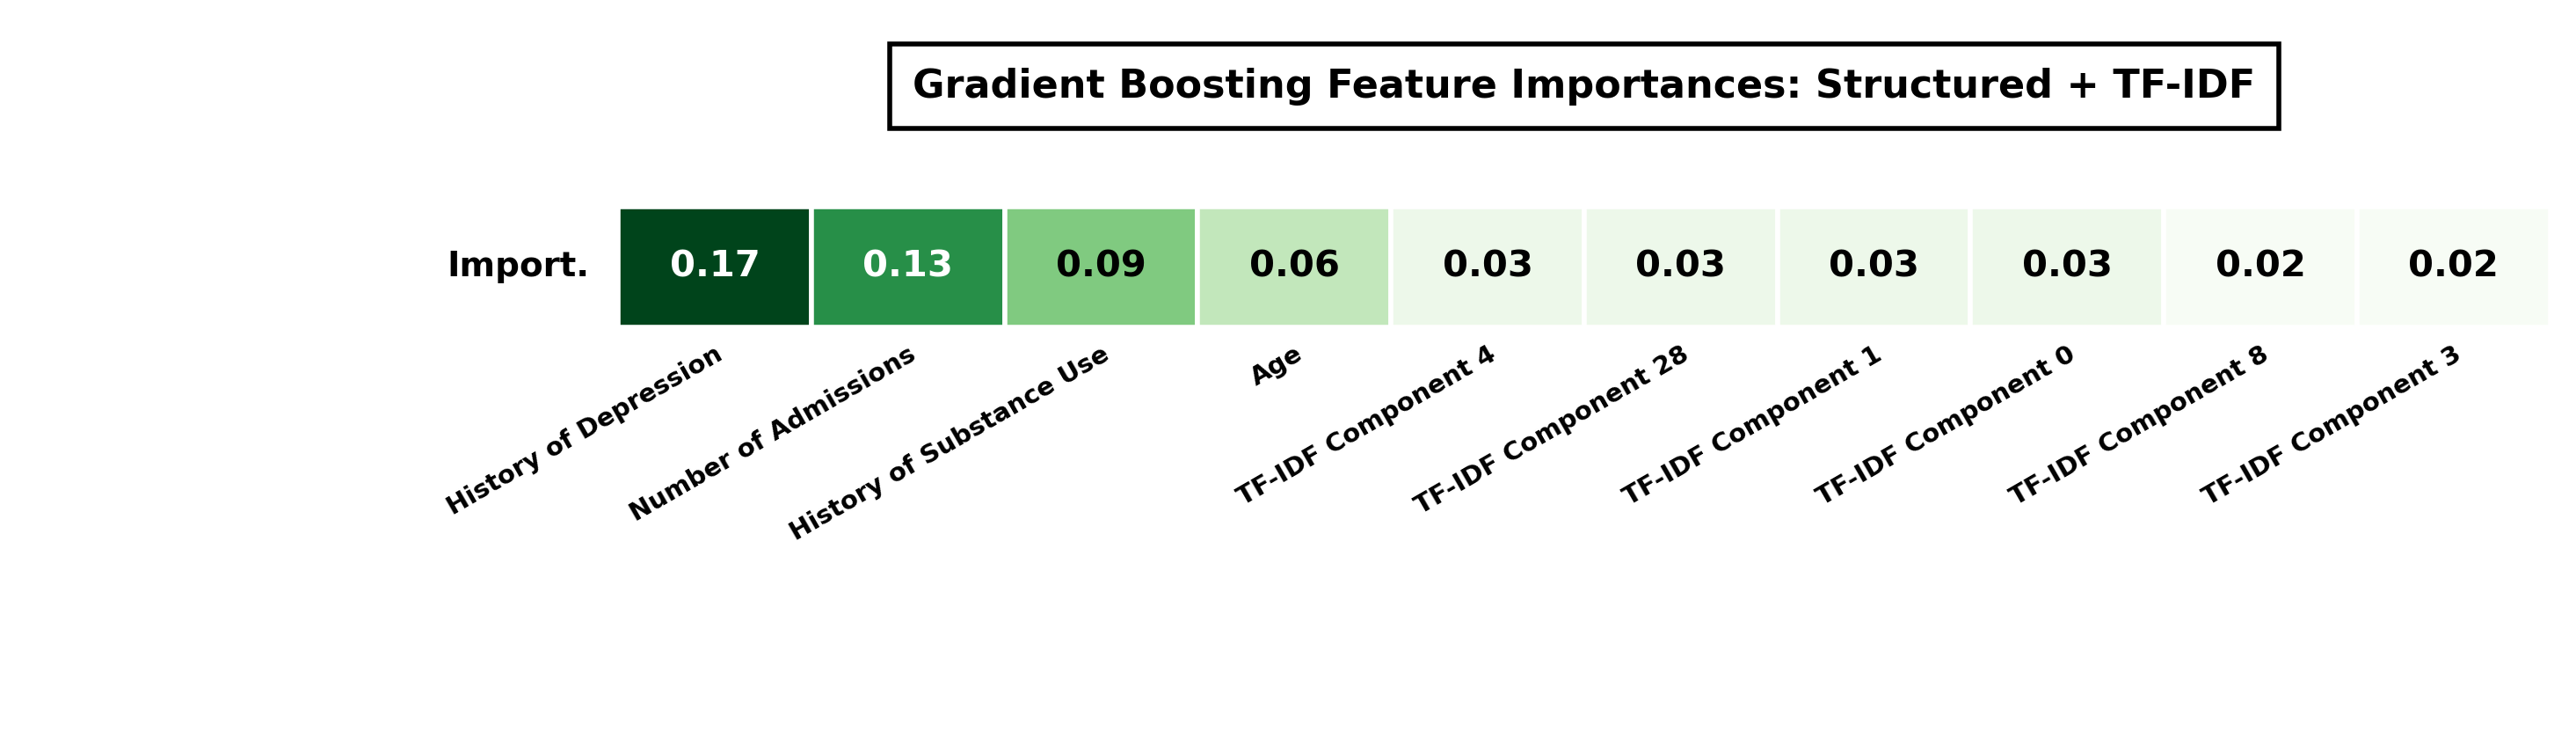 Gradient Boosting Feature Importances: Structured + TF-IDF
Import. 0.17 0.13 0.09 0.06 0.03 0.03 0.03 0.03 0.02 0.02
History of Depression
Number of Admissions
History of Substance Use
Age
TF-IDF Component 4
TF-IDF Component 28
TF-IDF Component 1
TF-IDF Component 0
TF-IDF Component 8
TF-IDF Component 3